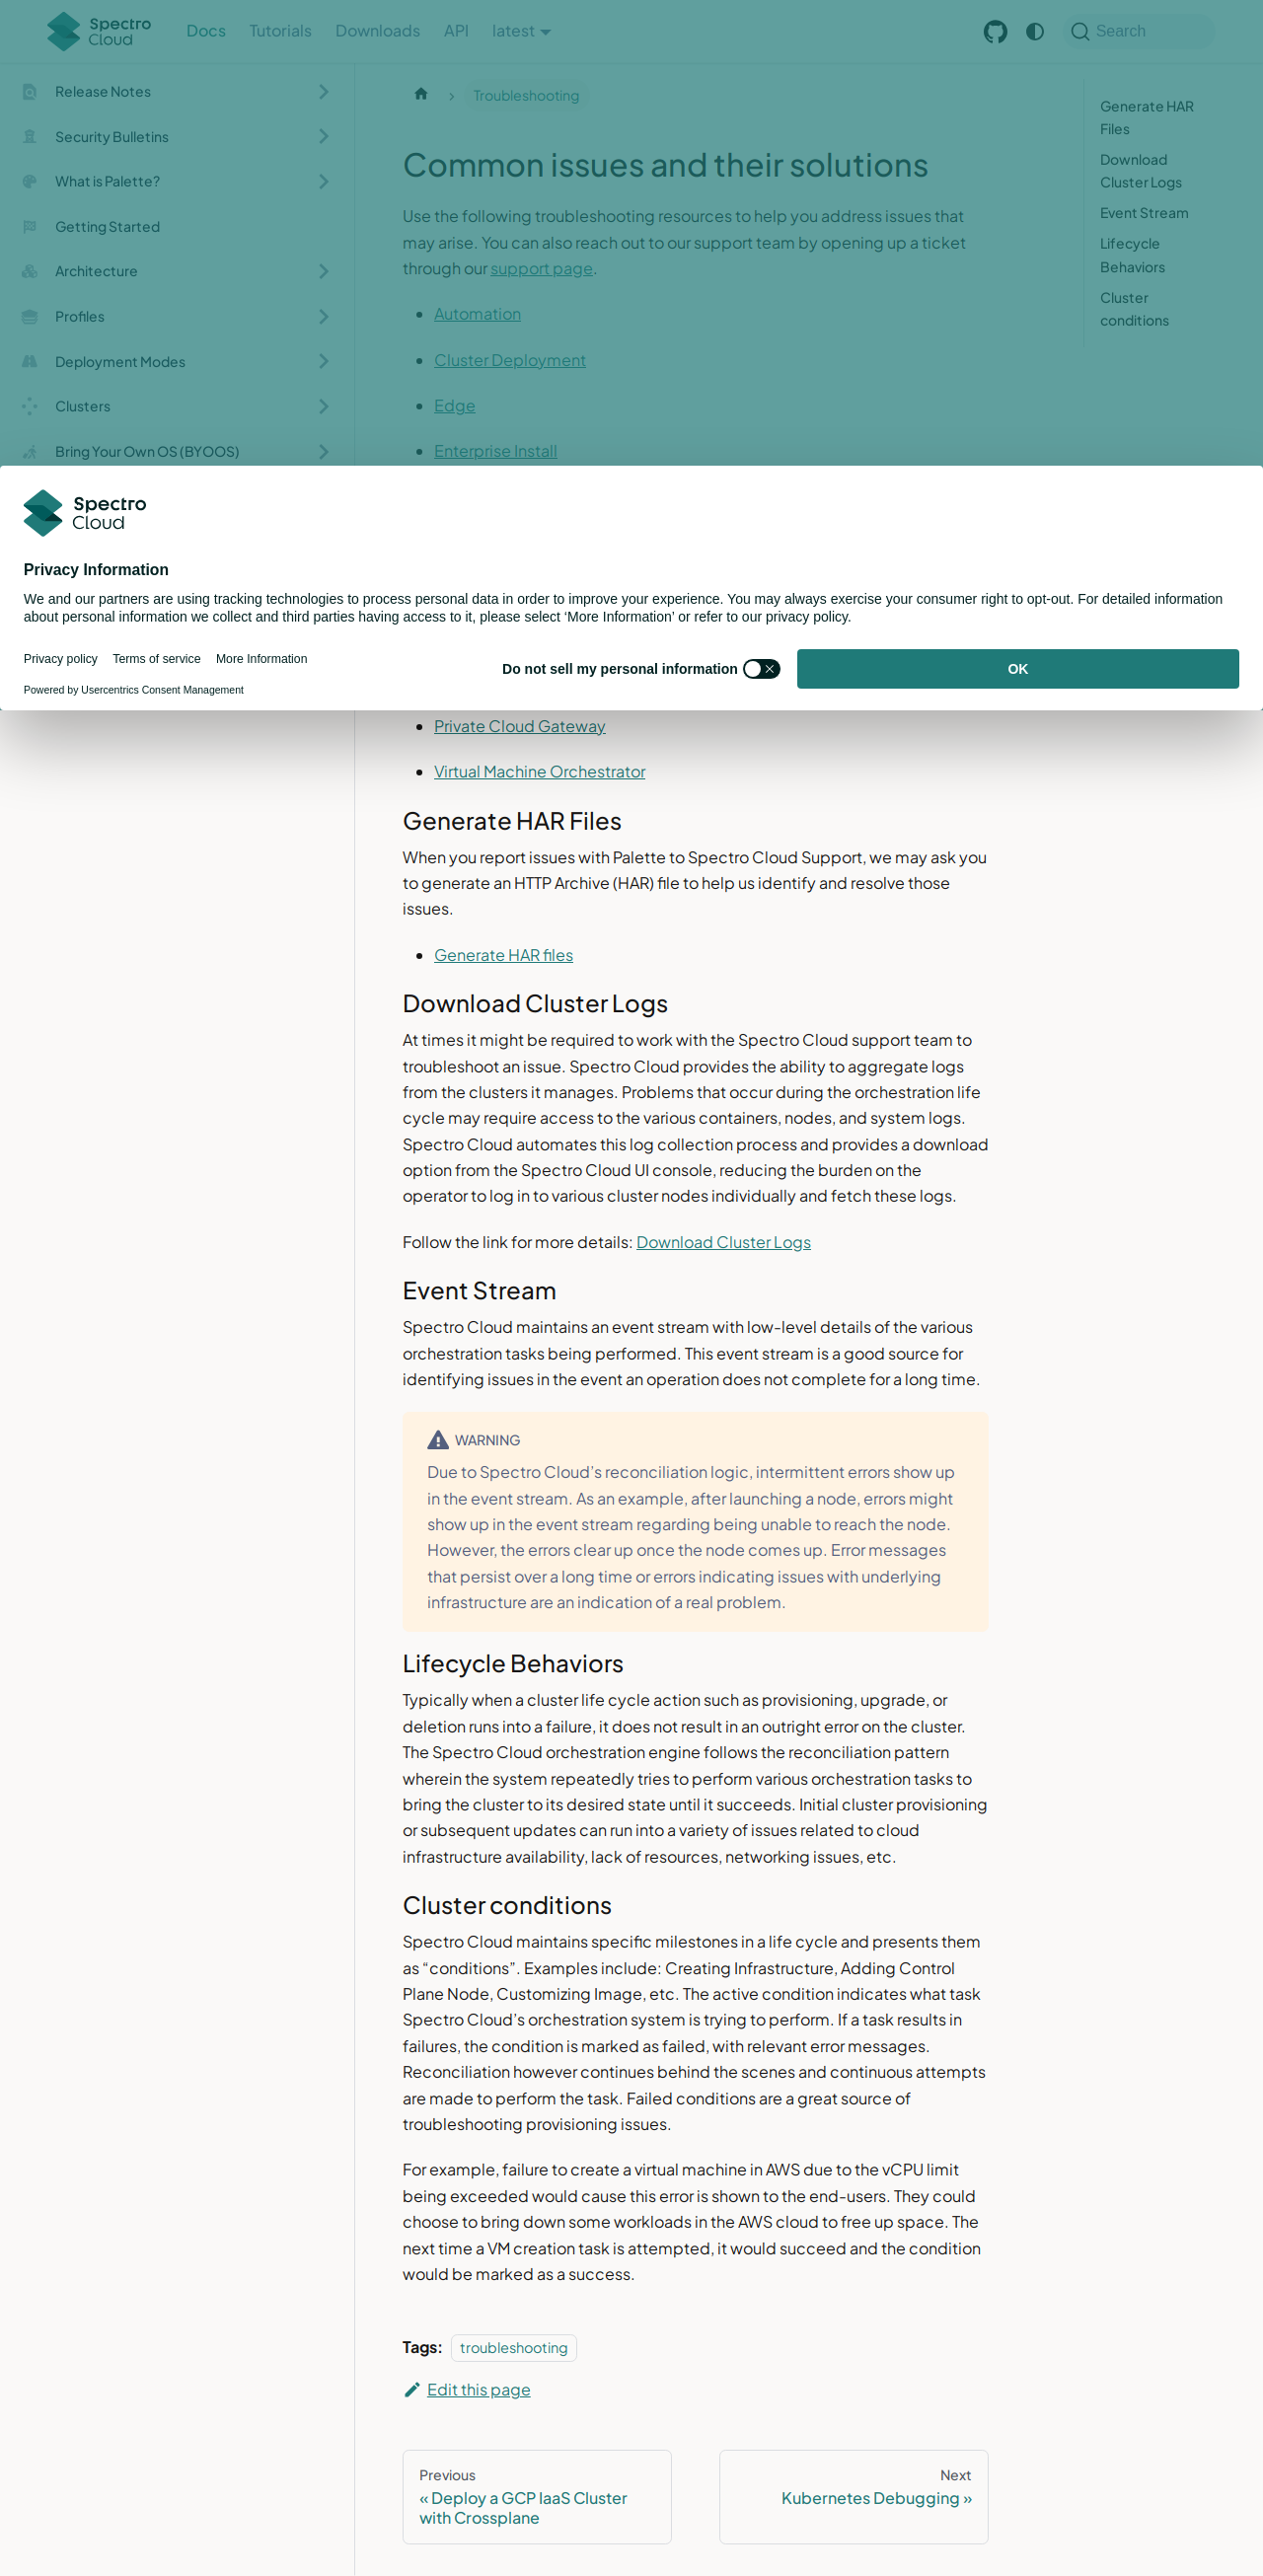 Spectro Cloud
Docs
Tutorials
Downloads
API
latest
Search
Release Notes
Security Bulletins
What is Palette?
Getting Started
Architecture
Profiles
Deployment Modes
Clusters
Bring Your Own OS (BYOOS)
Troubleshooting
Common issues and their solutions
Use the following troubleshooting resources to help you address issues that
may arise. You can also reach out to our support team by opening up a ticket
through our support page.
Automation
Cluster Deployment
Edge
Enterprise Install
Generate HAR
Files
Download
Cluster Logs
Event Stream
Lifecycle
Behaviors
Cluster
conditions
Spectro
Cloud
Privacy Information
We and our partners are using tracking technologies to process personal data in order to improve your experience. You may always exercise your consumer right to opt-out. For detailed information
about personal information we collect and third parties having access to it, please select ‘More Information’ or refer to our privacy policy.
Privacy policy
Terms of service
More Information
Powered by Usercentrics Consent Management
Do not sell my personal information
OK
Private Cloud Gateway
Virtual Machine Orchestrator
Generate HAR Files
When you report issues with Palette to Spectro Cloud Support, we may ask you
to generate an HTTP Archive (HAR) file to help us identify and resolve those
issues.
Generate HAR files
Download Cluster Logs
At times it might be required to work with the Spectro Cloud support team to
troubleshoot an issue. Spectro Cloud provides the ability to aggregate logs
from the clusters it manages. Problems that occur during the orchestration life
cycle may require access to the various containers, nodes, and system logs.
Spectro Cloud automates this log collection process and provides a download
option from the Spectro Cloud UI console, reducing the burden on the
operator to log in to various cluster nodes individually and fetch these logs.
Follow the link for more details: Download Cluster Logs
Event Stream
Spectro Cloud maintains an event stream with low-level details of the various
orchestration tasks being performed. This event stream is a good source for
identifying issues in the event an operation does not complete for a long time.
WARNING
Due to Spectro Cloud’s reconciliation logic, intermittent errors show up
in the event stream. As an example, after launching a node, errors might
show up in the event stream regarding being unable to reach the node.
However, the errors clear up once the node comes up. Error messages
that persist over a long time or errors indicating issues with underlying
infrastructure are an indication of a real problem.
Lifecycle Behaviors
Typically when a cluster life cycle action such as provisioning, upgrade, or
deletion runs into a failure, it does not result in an outright error on the cluster.
The Spectro Cloud orchestration engine follows the reconciliation pattern
wherein the system repeatedly tries to perform various orchestration tasks to
bring the cluster to its desired state until it succeeds. Initial cluster provisioning
or subsequent updates can run into a variety of issues related to cloud
infrastructure availability, lack of resources, networking issues, etc.
Cluster conditions
Spectro Cloud maintains specific milestones in a life cycle and presents them
as “conditions”. Examples include: Creating Infrastructure, Adding Control
Plane Node, Customizing Image, etc. The active condition indicates what task
Spectro Cloud’s orchestration system is trying to perform. If a task results in
failures, the condition is marked as failed, with relevant error messages.
Reconciliation however continues behind the scenes and continuous attempts
are made to perform the task. Failed conditions are a great source of
troubleshooting provisioning issues.
For example, failure to create a virtual machine in AWS due to the vCPU limit
being exceeded would cause this error is shown to the end-users. They could
choose to bring down some workloads in the AWS cloud to free up space. The
next time a VM creation task is attempted, it would succeed and the condition
would be marked as a success.
Tags: troubleshooting
Edit this page
Previous
« Deploy a GCP IaaS Cluster
with Crossplane
Next
Kubernetes Debugging »